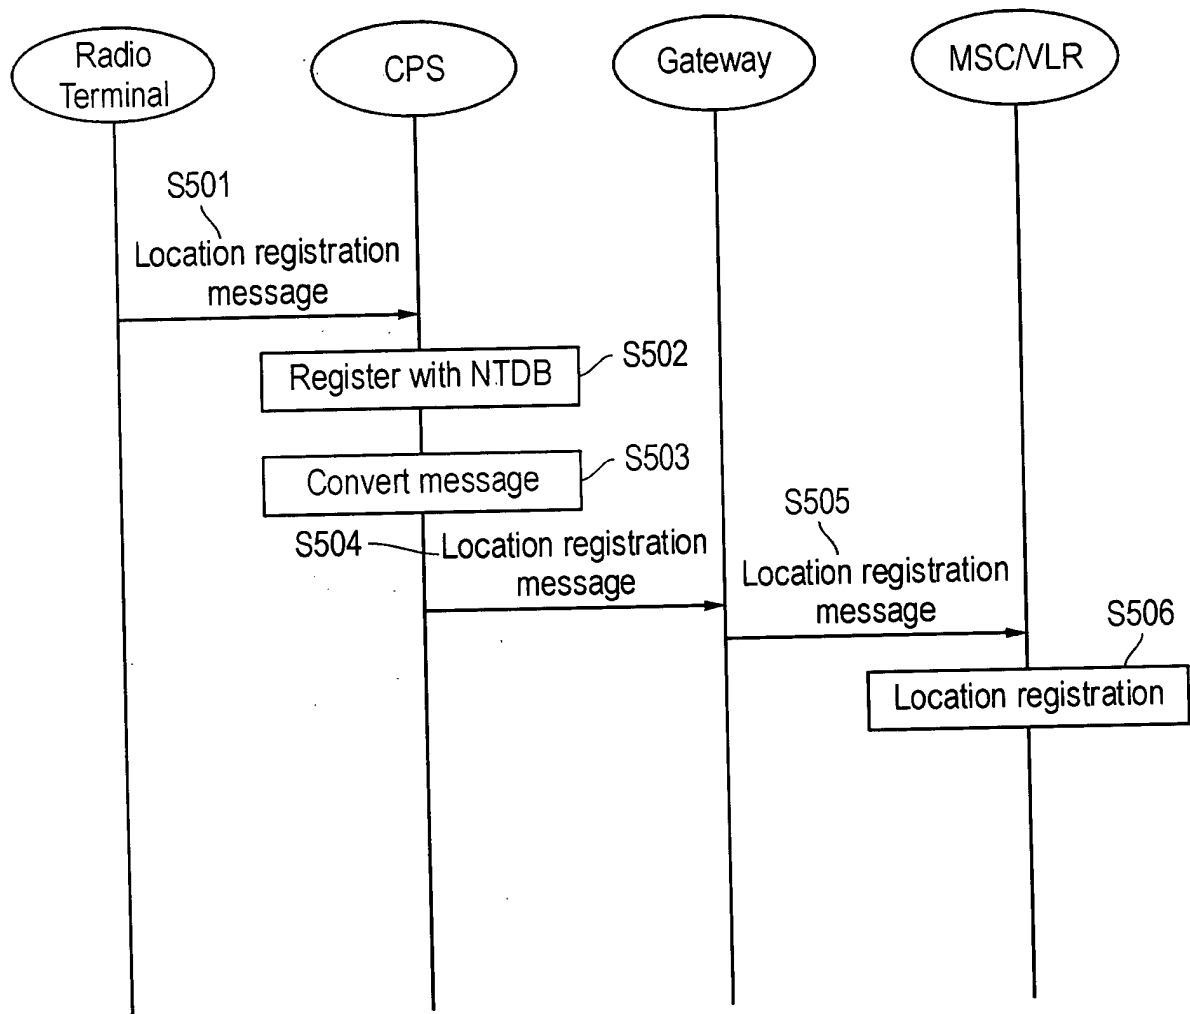 Radio
Terminal
CPS
Gateway
MSC/VLR
S501
Location registration
message
Register with NTDB
S502
Convert message
S503
S504
Location registration
message
S505
Location registration
message
S506
Location registration